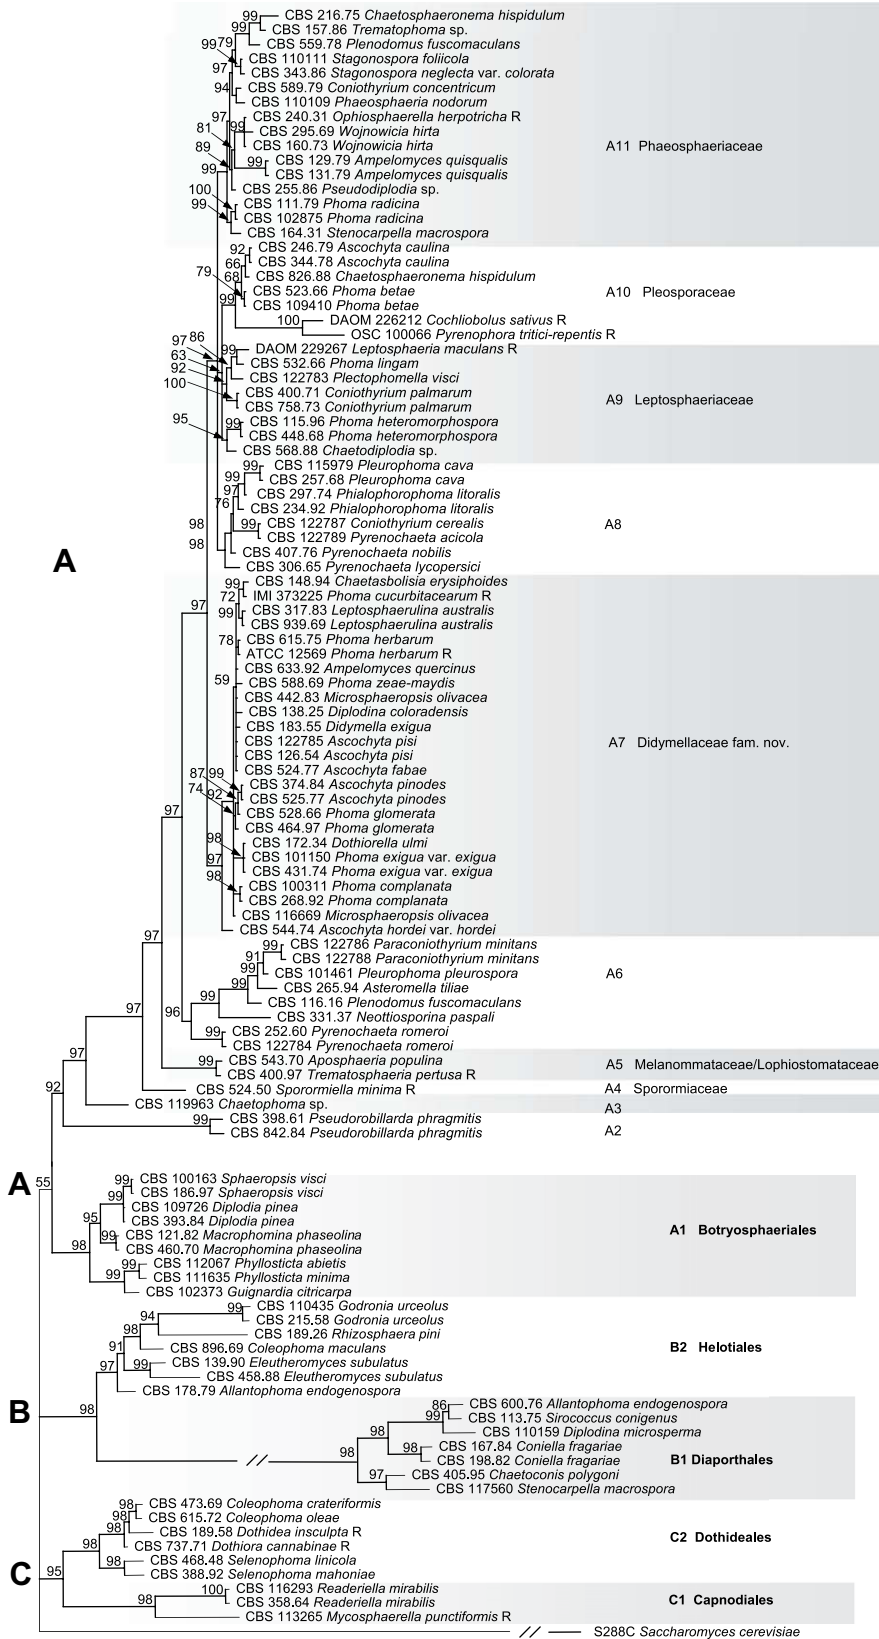 99 CBS 216.75 Chaetosphaeronema hispidulum
99 CBS 157.86 Trematophoma sp.
79 CBS 559.78 Plenodomus fuscomaculans
99 CBS 110111 Stagonospora foliicola
97 CBS 343.86 Stagonospora neglecta var. colorata
94 CBS 589.79 Coniothyrium concentricum
CBS 110109 Phaeosphaeria nodorum
97 CBS 240.31 Ophiosphaerella herpotricha R
81 99 CBS 295.69 Wojnowicia hirta
89 CBS 160.73 Wojnowicia hirta
A11 Phaeosphaeriaceae
99 99 CBS 129.79 Ampelomyces quisqualis
CBS 131.79 Ampelomyces quisqualis
100 CBS 255.86 Pseudodiplodia sp.
99 CBS 111.79 Phoma radicina
CBS 102875 Phoma radicina
CBS 164.31 Stenocarpella macrospora
92 CBS 246.79 Ascochyta caulina
66 CBS 344.78 Ascochyta caulina
79 68 CBS 826.88 Chaetosphaeronema hispidulum
CBS 523.66 Phoma betae
A10 Pleosporaceae
99 CBS 109410 Phoma betae
100 DAOM 226212 Cochliobolus sativus R
OSC 100066 Pyrenophora tritici-repentis R
97 86 99 DAOM 229267 Leptosphaeria maculans R
63 CBS 532.66 Phoma lingam
92 CBS 122783 Plectophomella visci
100 CBS 400.71 Coniothyrium palmarum
A9 Leptosphaeriaceae
CBS 758.73 Coniothyrium palmarum
95 99 CBS 115.96 Phoma heteromorphospora
CBS 448.68 Phoma heteromorphospora
CBS 568.88 Chaetodiplodia sp.
99 CBS 115979 Pleurophoma cava
99 CBS 257.68 Pleurophoma cava
97 CBS 297.74 Phialophorophoma litoralis
76 CBS 234.92 Phialophorophoma litoralis
98 99 CBS 122787 Coniothyrium cerealis
A8
98 CBS 122789 Pyrenochaeta acicola
CBS 407.76 Pyrenochaeta nobilis
A
CBS 306.65 Pyrenochaeta lycopersici
99 CBS 148.94 Chaetasbolisia erysiphoides
72 IMI 373225 Phoma cucurbitacearum R
97 99 CBS 317.83 Leptosphaerulina australis
CBS 939.69 Leptosphaerulina australis
78 CBS 615.75 Phoma herbarum
ATCC 12569 Phoma herbarum R
CBS 633.92 Ampelomyces quercinus
59 CBS 588.69 Phoma zeae-maydis
CBS 442.83 Microsphaeropsis olivacea
CBS 138.25 Diplodina coloradensis
CBS 183.55 Didymella exigua
CBS 122785 Ascochyta pisi
A7 Didymellaceae fam. nov.
CBS 126.54 Ascochyta pisi
CBS 524.77 Ascochyta fabae
87 99 CBS 374.84 Ascochyta pinodes
74 92 CBS 525.77 Ascochyta pinodes
97 CBS 528.66 Phoma glomerata
CBS 464.97 Phoma glomerata
98 CBS 172.34 Dothiorella ulmi
97 CBS 101150 Phoma exigua var. exigua
98 CBS 431.74 Phoma exigua var. exigua
CBS 100311 Phoma complanata
CBS 268.92 Phoma complanata
CBS 116669 Microsphaeropsis olivacea
CBS 544.74 Ascochyta hordei var. hordei
97 99 CBS 122786 Paraconiothyrium minitans
91 CBS 122788 Paraconiothyrium minitans
99 CBS 101461 Pleurophoma pleurospora
A6
99 CBS 265.94 Asteromella tiliae
CBS 116.16 Plenodomus fuscomaculans
97 96 CBS 331.37 Neottiosporina paspali
99 CBS 252.60 Pyrenochaeta romeroi
CBS 122784 Pyrenochaeta romeroi
97 99 CBS 543.70 Aposphaeria populina
A5 Melanommataceae/Lophiostomataceae
CBS 400.97 Trematosphaeria pertusa R
92 CBS 524.50 Sporormiella minima R
A4 Sporormiaceae
CBS 119963 Chaetophoma sp.
A3
99 CBS 398.61 Pseudorobillarda phragmitis
A2
CBS 842.84 Pseudorobillarda phragmitis
A
55 99 CBS 100163 Sphaeropsis visci
99 CBS 186.97 Sphaeropsis visci
CBS 109726 Diplodia pinea
95 CBS 393.84 Diplodia pinea
A1 Botryosphaeriales
99 CBS 121.82 Macrophomina phaseolina
98 CBS 460.70 Macrophomina phaseolina
CBS 112067 Phyllosticta abietis
99 CBS 111635 Phyllosticta minima
CBS 102373 Guignardia citricarpa
99 CBS 110435 Godronia urceolus
94 CBS 215.58 Godronia urceolus
98 CBS 189.26 Rhizosphaera pini
91 CBS 896.69 Coleophoma maculans
B2 Helotiales
97 99 CBS 139.90 Eleutheromyces subulatus
CBS 458.88 Eleutheromyces subulatus
CBS 178.79 Allantophoma endogenospora
B
98 86 CBS 600.76 Allantophoma endogenospora
99 CBS 113.75 Sirococcus conigenus
98 CBS 110159 Diplodina microsperma
98 98 CBS 167.84 Coniella fragariae
CBS 198.82 Coniella fragariae
B1 Diaporthales
97 CBS 405.95 Chaetoconis polygoni
CBS 117560 Stenocarpella macrospora
98 CBS 473.69 Coleophoma crateriformis
98 CBS 615.72 Coleophoma oleae
98 CBS 189.58 Dothidea insculpta R
C2 Dothideales
98 CBS 737.71 Dothiora cannabinae R
98 CBS 468.48 Selenophoma linicola
C
95 CBS 388.92 Selenophoma mahoniae
100 CBS 116293 Readeriella mirabilis
98 CBS 358.64 Readeriella mirabilis
C1 Capnodiales
CBS 113265 Mycosphaerella punctiformis R
S288C Saccharomyces cerevisiae